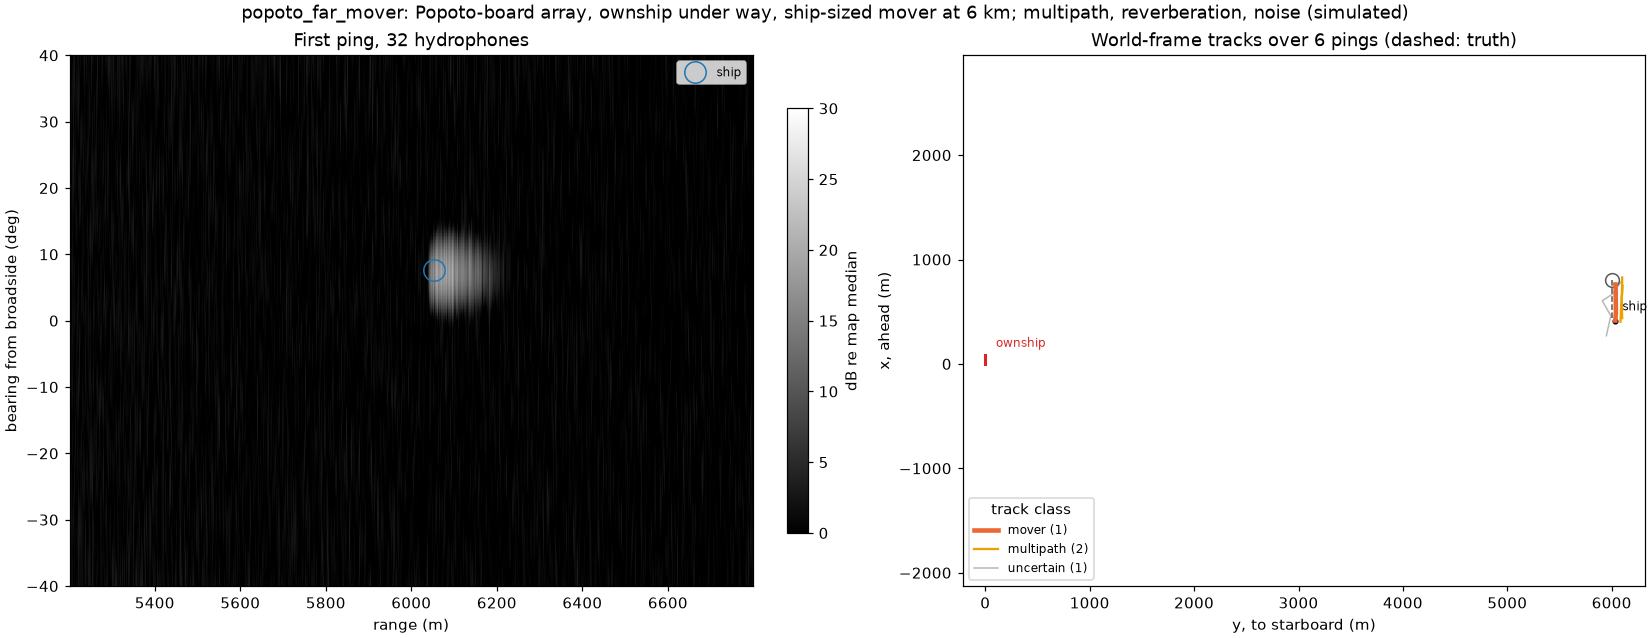 popoto_far_mover: Popoto-board array, ownship under way, ship-sized mover at 6 km; multipath, reverberation, noise (simulated)
First ping, 32 hydrophones
ship
40
30
20
10
0
−10
−20
−30
−40
bearing from broadside (deg)
5400
5600
5800
6000
6200
6400
6600
range (m)
30
25
20
15
10
5
0
dB re map median
World-frame tracks over 6 pings (dashed: truth)
2000
1000
0
−1000
−2000
x, ahead (m)
ownship
ship
track class
mover (1)
multipath (2)
uncertain (1)
0
1000
2000
3000
4000
5000
6000
y, to starboard (m)